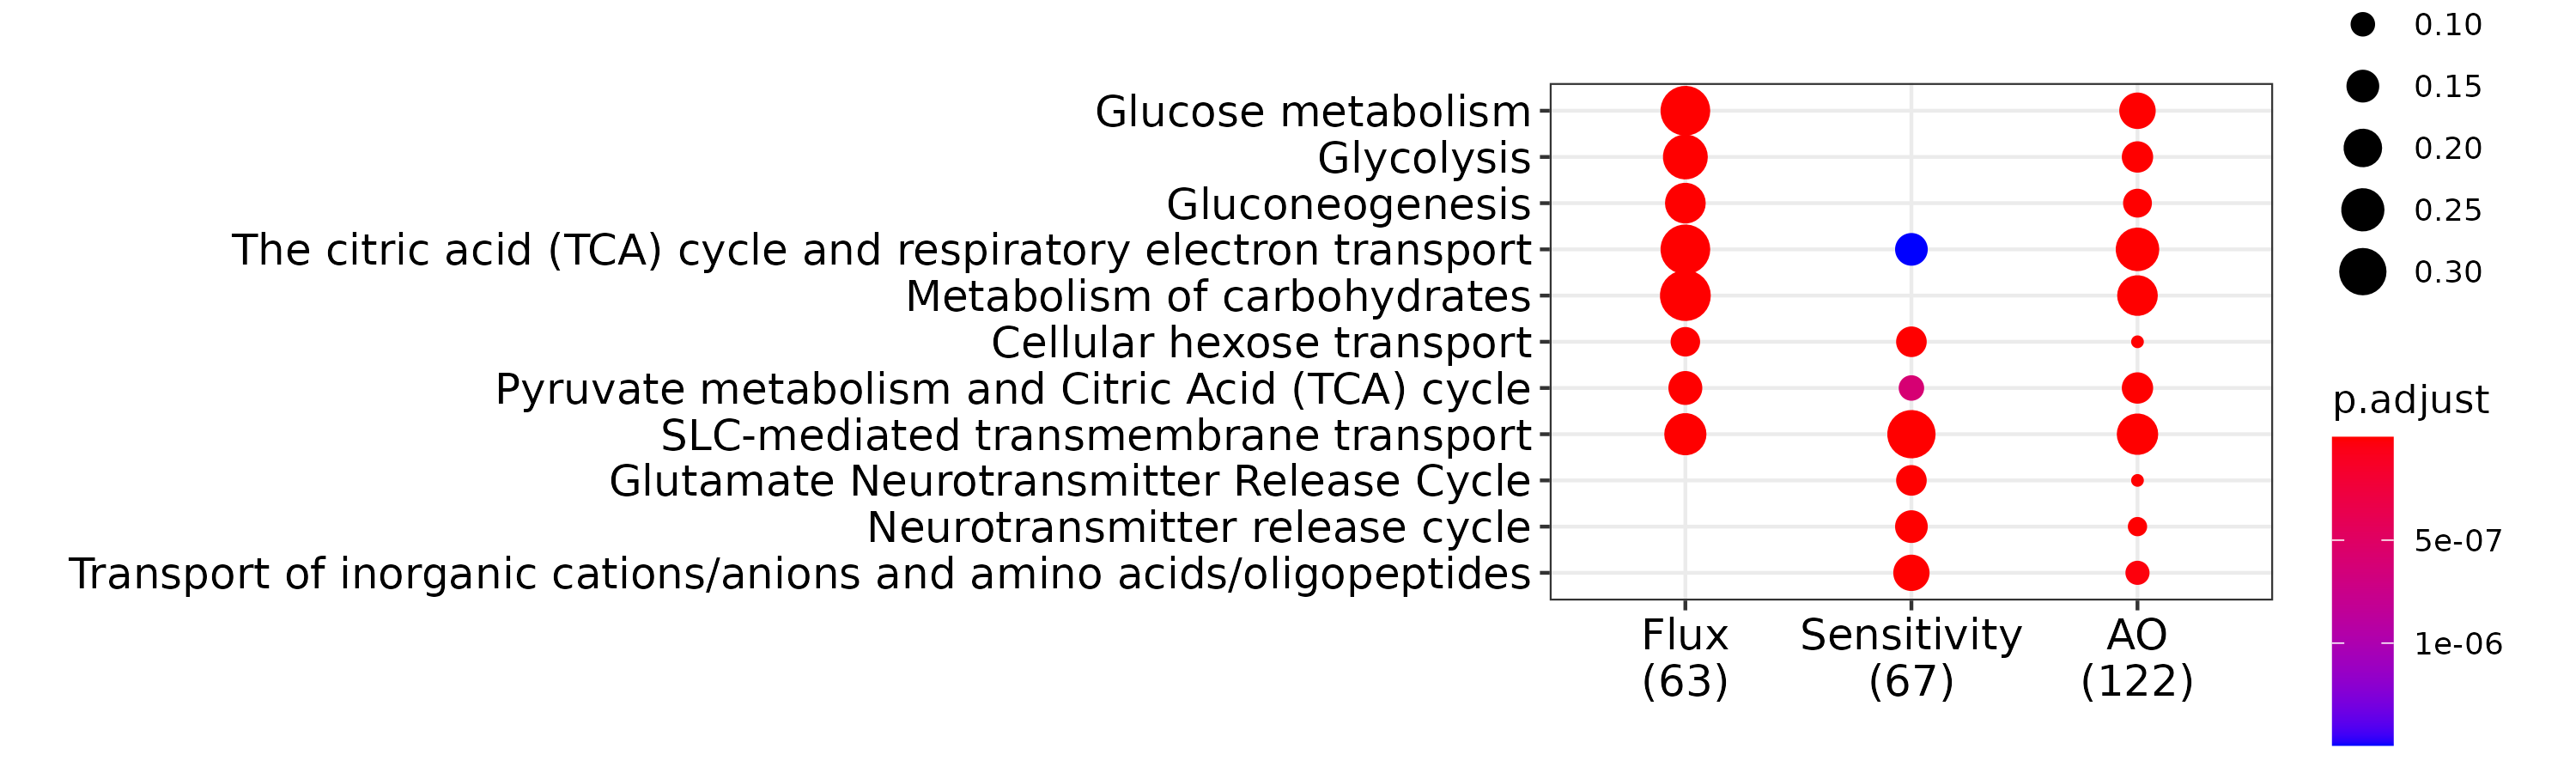 0.10
0.15
0.20
0.25
0.30
Glucose metabolism
Glycolysis
Gluconeogenesis
The citric acid (TCA) cycle and respiratory electron transport
Metabolism of carbohydrates
Cellular hexose transport
Pyruvate metabolism and Citric Acid (TCA) cycle
SLC-mediated transmembrane transport
Glutamate Neurotransmitter Release Cycle
Neurotransmitter release cycle
Transport of inorganic cations/anions and amino acids/oligopeptides
Flux
(63)
Sensitivity
(67)
AO
(122)
p.adjust
5e-07
1e-06